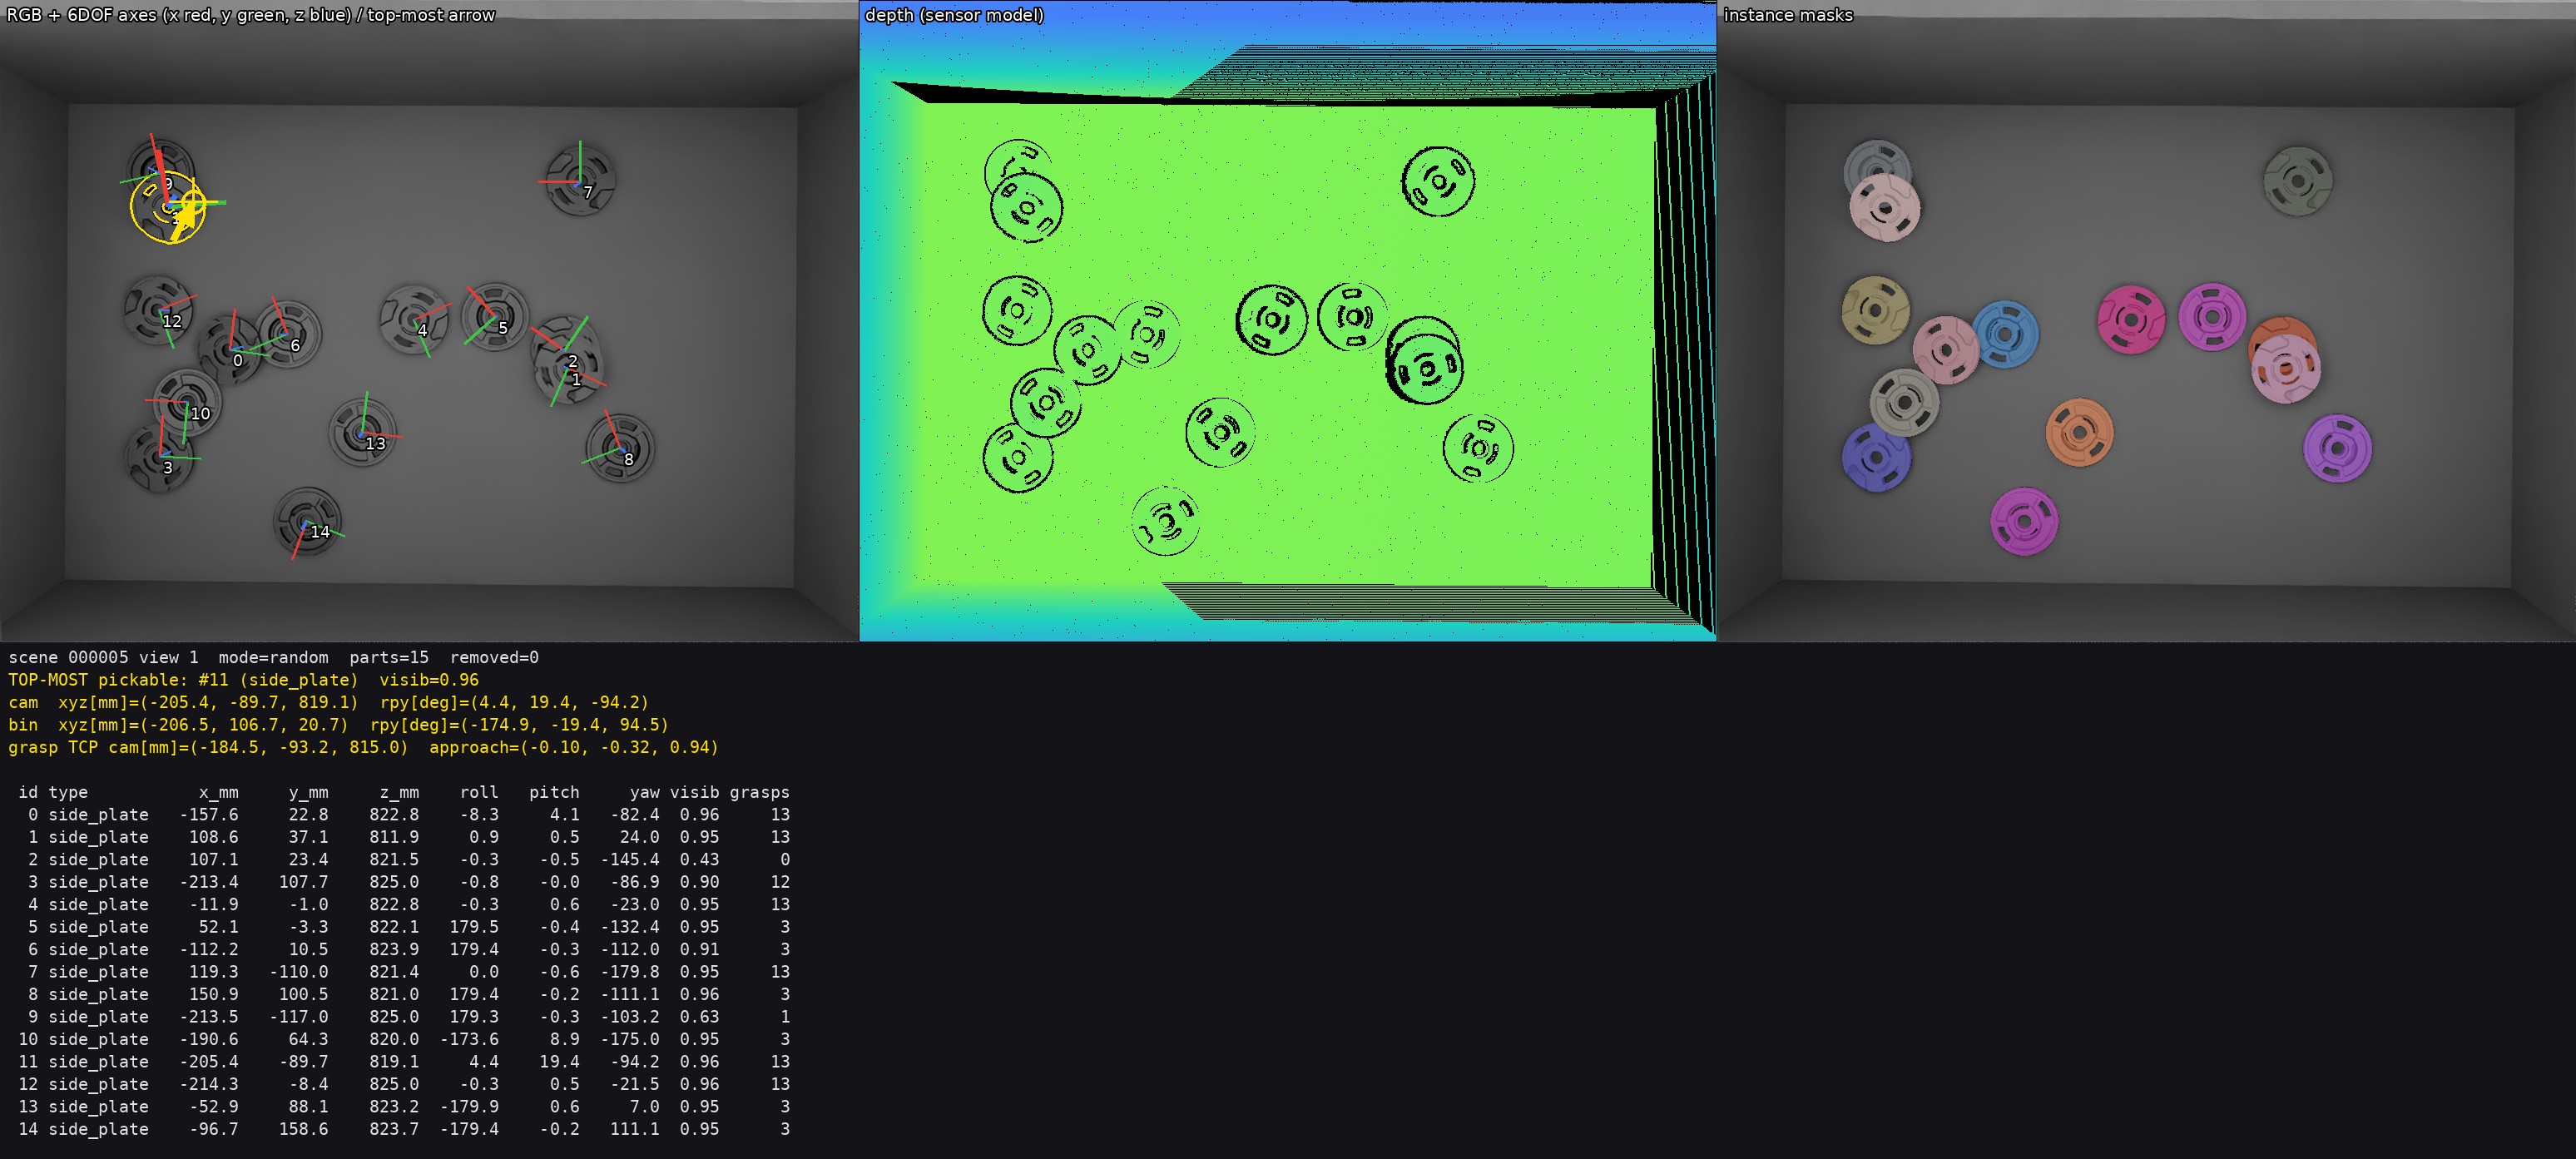 RGB + 6DOF axes (x red, y green, z blue) / top-most arrow
depth (sensor model)
instance masks
9
7
12
0
6
4
5
2
1
10
3
13
8
14
scene 000005 view 1  mode=random  parts=15  removed=0
TOP-MOST pickable: #11 (side_plate)  visib=0.96
cam  xyz[mm]=(-205.4, -89.7, 819.1)  rpy[deg]=(4.4, 19.4, -94.2)
bin  xyz[mm]=(-206.5, 106.7, 20.7)  rpy[deg]=(-174.9, -19.4, 94.5)
grasp TCP cam[mm]=(-184.5, -93.2, 815.0)  approach=(-0.10, -0.32, 0.94)
id type x_mm y_mm z_mm roll pitch yaw visib grasps
0 side_plate -157.6 22.8 822.8 -8.3 4.1 -82.4 0.96 13
1 side_plate 108.6 37.1 811.9 0.9 0.5 24.0 0.95 13
2 side_plate 107.1 23.4 821.5 -0.3 -0.5 -145.4 0.43 0
3 side_plate -213.4 107.7 825.0 -0.8 -0.0 -86.9 0.90 12
4 side_plate -11.9 -1.0 822.8 -0.3 0.6 -23.0 0.95 13
5 side_plate 52.1 -3.3 822.1 179.5 -0.4 -132.4 0.95 3
6 side_plate -112.2 10.5 823.9 179.4 -0.3 -112.0 0.91 3
7 side_plate 119.3 -110.0 821.4 0.0 -0.6 -179.8 0.95 13
8 side_plate 150.9 100.5 821.0 179.4 -0.2 -111.1 0.96 3
9 side_plate -213.5 -117.0 825.0 179.3 -0.3 -103.2 0.63 1
10 side_plate -190.6 64.3 820.0 -173.6 8.9 -175.0 0.95 3
11 side_plate -205.4 -89.7 819.1 4.4 19.4 -94.2 0.96 13
12 side_plate -214.3 -8.4 825.0 -0.3 0.5 -21.5 0.96 13
13 side_plate -52.9 88.1 823.2 -179.9 0.6 7.0 0.95 3
14 side_plate -96.7 158.6 823.7 -179.4 -0.2 111.1 0.95 3